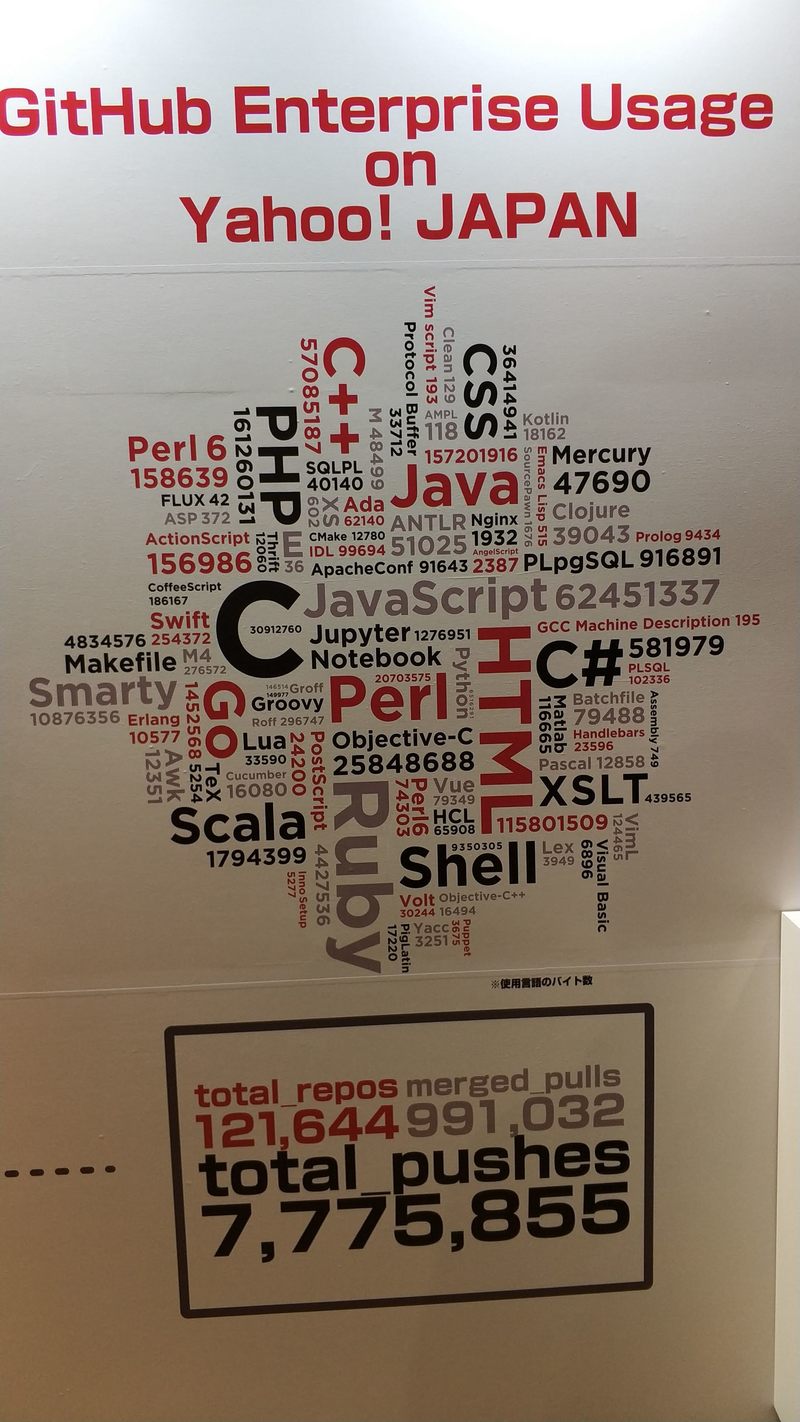 GitHub Enterprise Usage
on
Yahoo! JAPAN
Vim script 193
Clean 129
Protocol Buffer
33712
C++
57085187
CSS
36414941
M 48499
AMPL
118
Kotlin
18162
PHP
161260131
Perl 6
158639
SQLPL
40140
157201916
Java
SourcePawn 1676
Emacs Lisp 515
Mercury
47690
FLUX 42
ASP 372
XS
602
Ada
62140
ANTLR
51025
Nginx
1932
Clojure
39043
Prolog 9434
ActionScript
156986
Thrift
12060
E
36
CMake 12780
IDL 99694
AngelScript
2387
ApacheConf 91643
PLpgSQL 916891
CoffeeScript
186167
C
30912760
JavaScript 62451337
Swift
254372
GCC Machine Description 195
4834576
Makefile
M4
276572
Jupyter
Notebook
1276951
HTML
115801509
C#
581979
PLSQL
102336
Smarty
10876356
Erlang
10577
GO
1452568
Groff
Groovy
149977
Roff 296747
20703575
Perl
Python
Matlab
116665
Batchfile
79488
Assembly 749
Handlebars
23596
Pascal 12858
Awk
12351
TeX
5254
Lua
33590
Cucumber
16080
PostScript
24200
Objective-C
25848688
XSLT
439565
Scala
1794399
Ruby
4427536
Perl6
74303
Vue
79349
HCL
65908
9350305
Shell
Lex
3949
Visual Basic
6896
VimL
124465
Inno Setup
5277
Volt
30244
Objective-C++
16494
PigLatin
17220
Yacc
3251
Puppet
3675
※使用言語のバイト数
total_repos merged_pulls
121,644 991,032
total_pushes
7,775,855